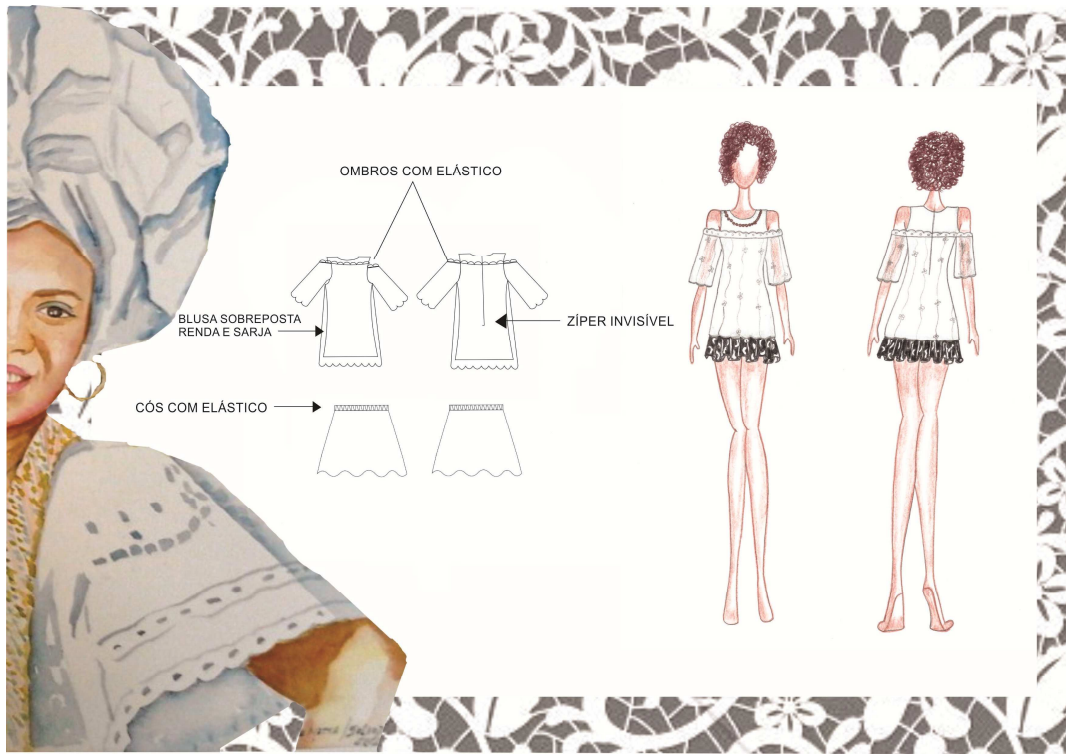 OMBROS COM ELÁSTICO
BLUSA SOBREPOSTA
RENDA E SARJA
ZÍPER INVISÍVEL
CÓS COM ELÁSTICO